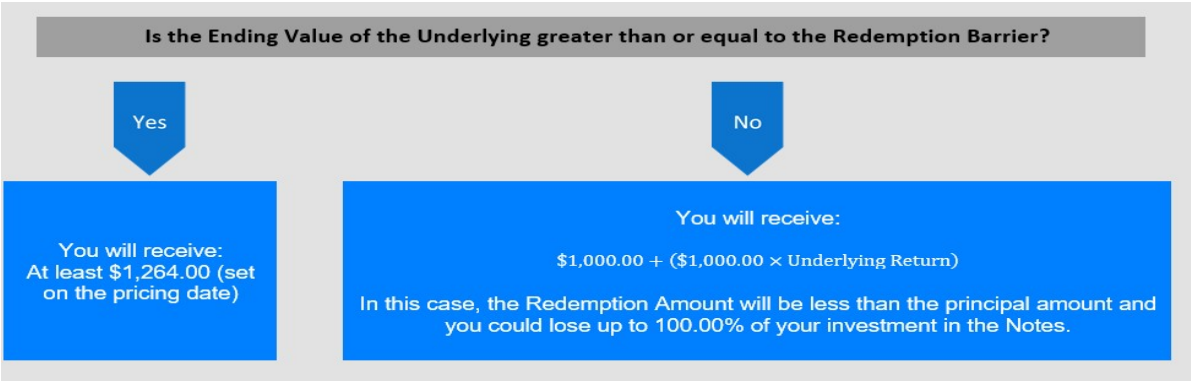 Is the Ending Value of the Underlying greater than or equal to the Redemption Barrier?
Yes
No
You will receive:
At least $1,264.00 (set
on the pricing date)
You will receive:
$1,000.00 + ($1,000.00 × Underlying Return)
In this case, the Redemption Amount will be less than the principal amount and
you could lose up to 100.00% of your investment in the Notes.